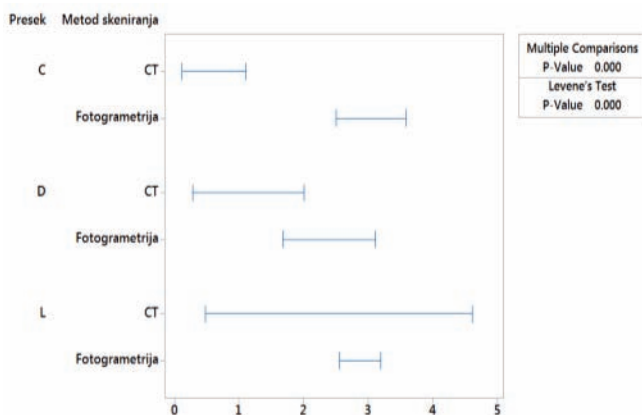 Presek Metod skeniranja
C CT
Fotogrametrija
D CT
Fotogrametrija
L CT
Fotogrametrija
0 1 2 3 4 5
Multiple Comparisons
P-Value 0.000
Levene's Test
P-Value 0.000